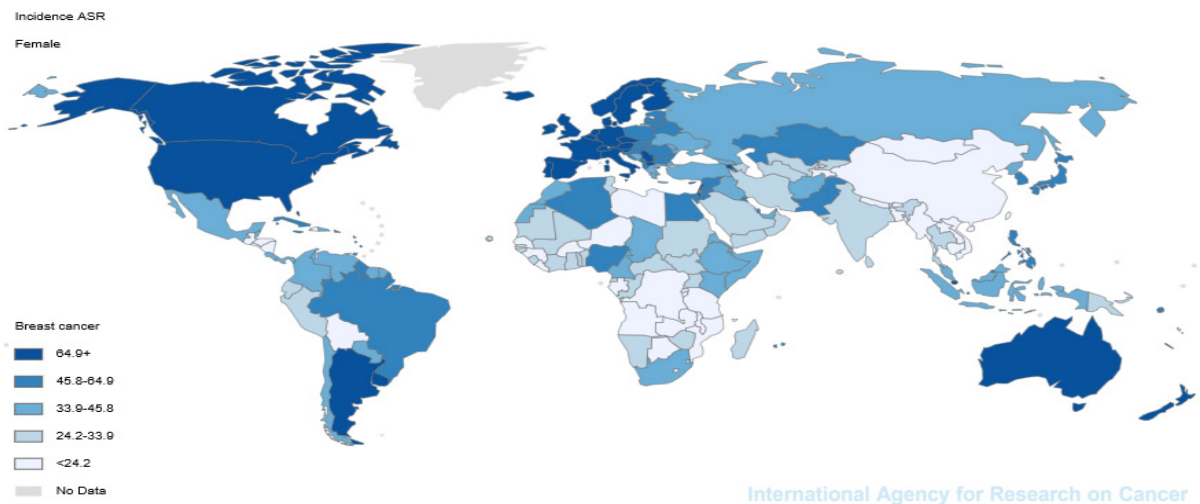 Incidence ASR
Female
Breast cancer
64.9+
45.8-64.9
33.9-45.8
24.2-33.9
<24.2
No Data
International Agency for Research on Cancer